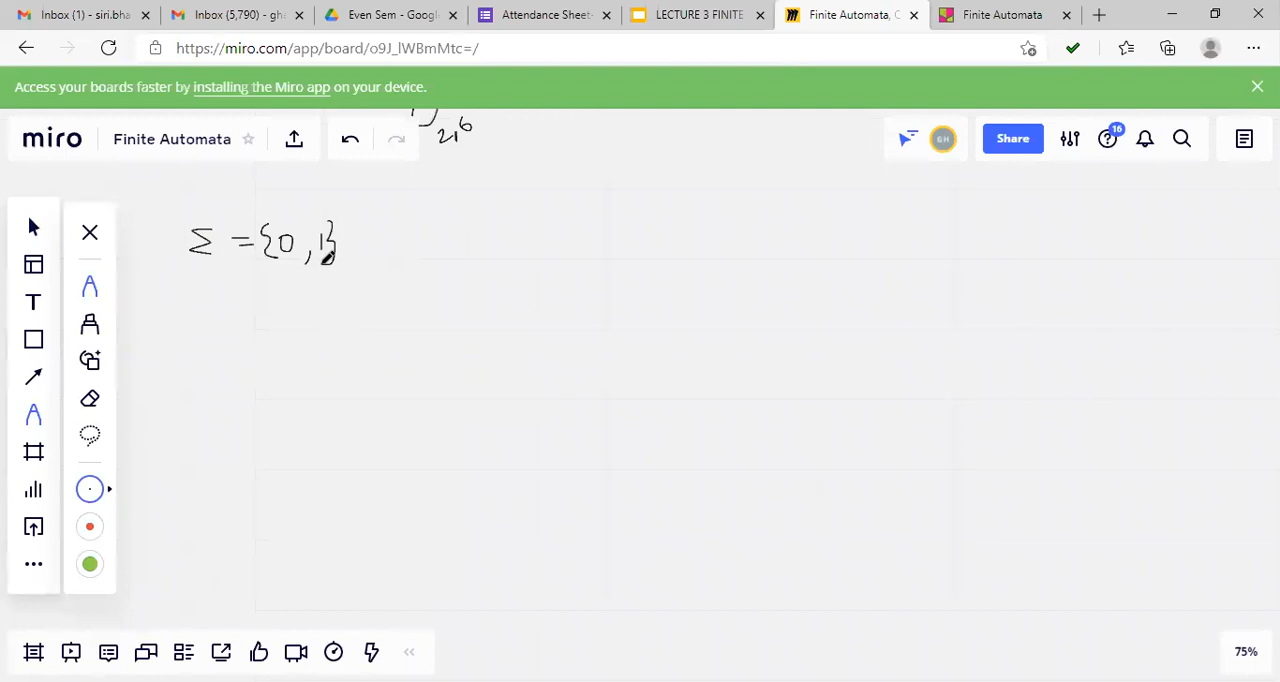 Inbox (1) - siri.bha
Inbox (5,790) - gha
Even Sem - Googl
Attendance Sheet-
LECTURE 3 FINITE
Finite Automata, C
Finite Automata
https://miro.com/app/board/o9J_lWBmMtc=/
Access your boards faster by installing the Miro app on your device.
miro
Finite Automata
GH
Share
16
Σ = {0, 1}
T
75%